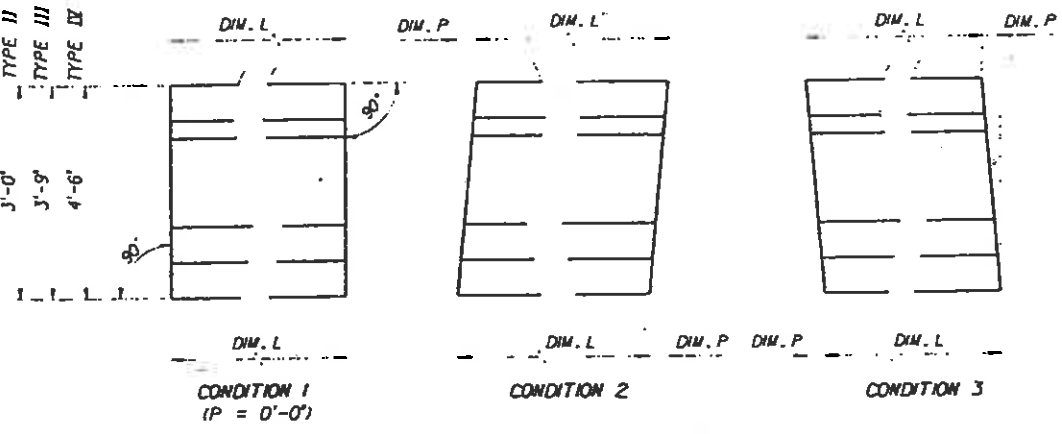 TYPE II
TYPE III
TYPE IV
3'-0"
3'-9"
4'-6"
DIM. L
DIM. P
DIM. L
DIM. L
DIM. P
90°
90°
DIM. L
DIM. L
DIM. P
DIM. P
DIM. L
CONDITION 1
(P = 0'-0")
CONDITION 2
CONDITION 3